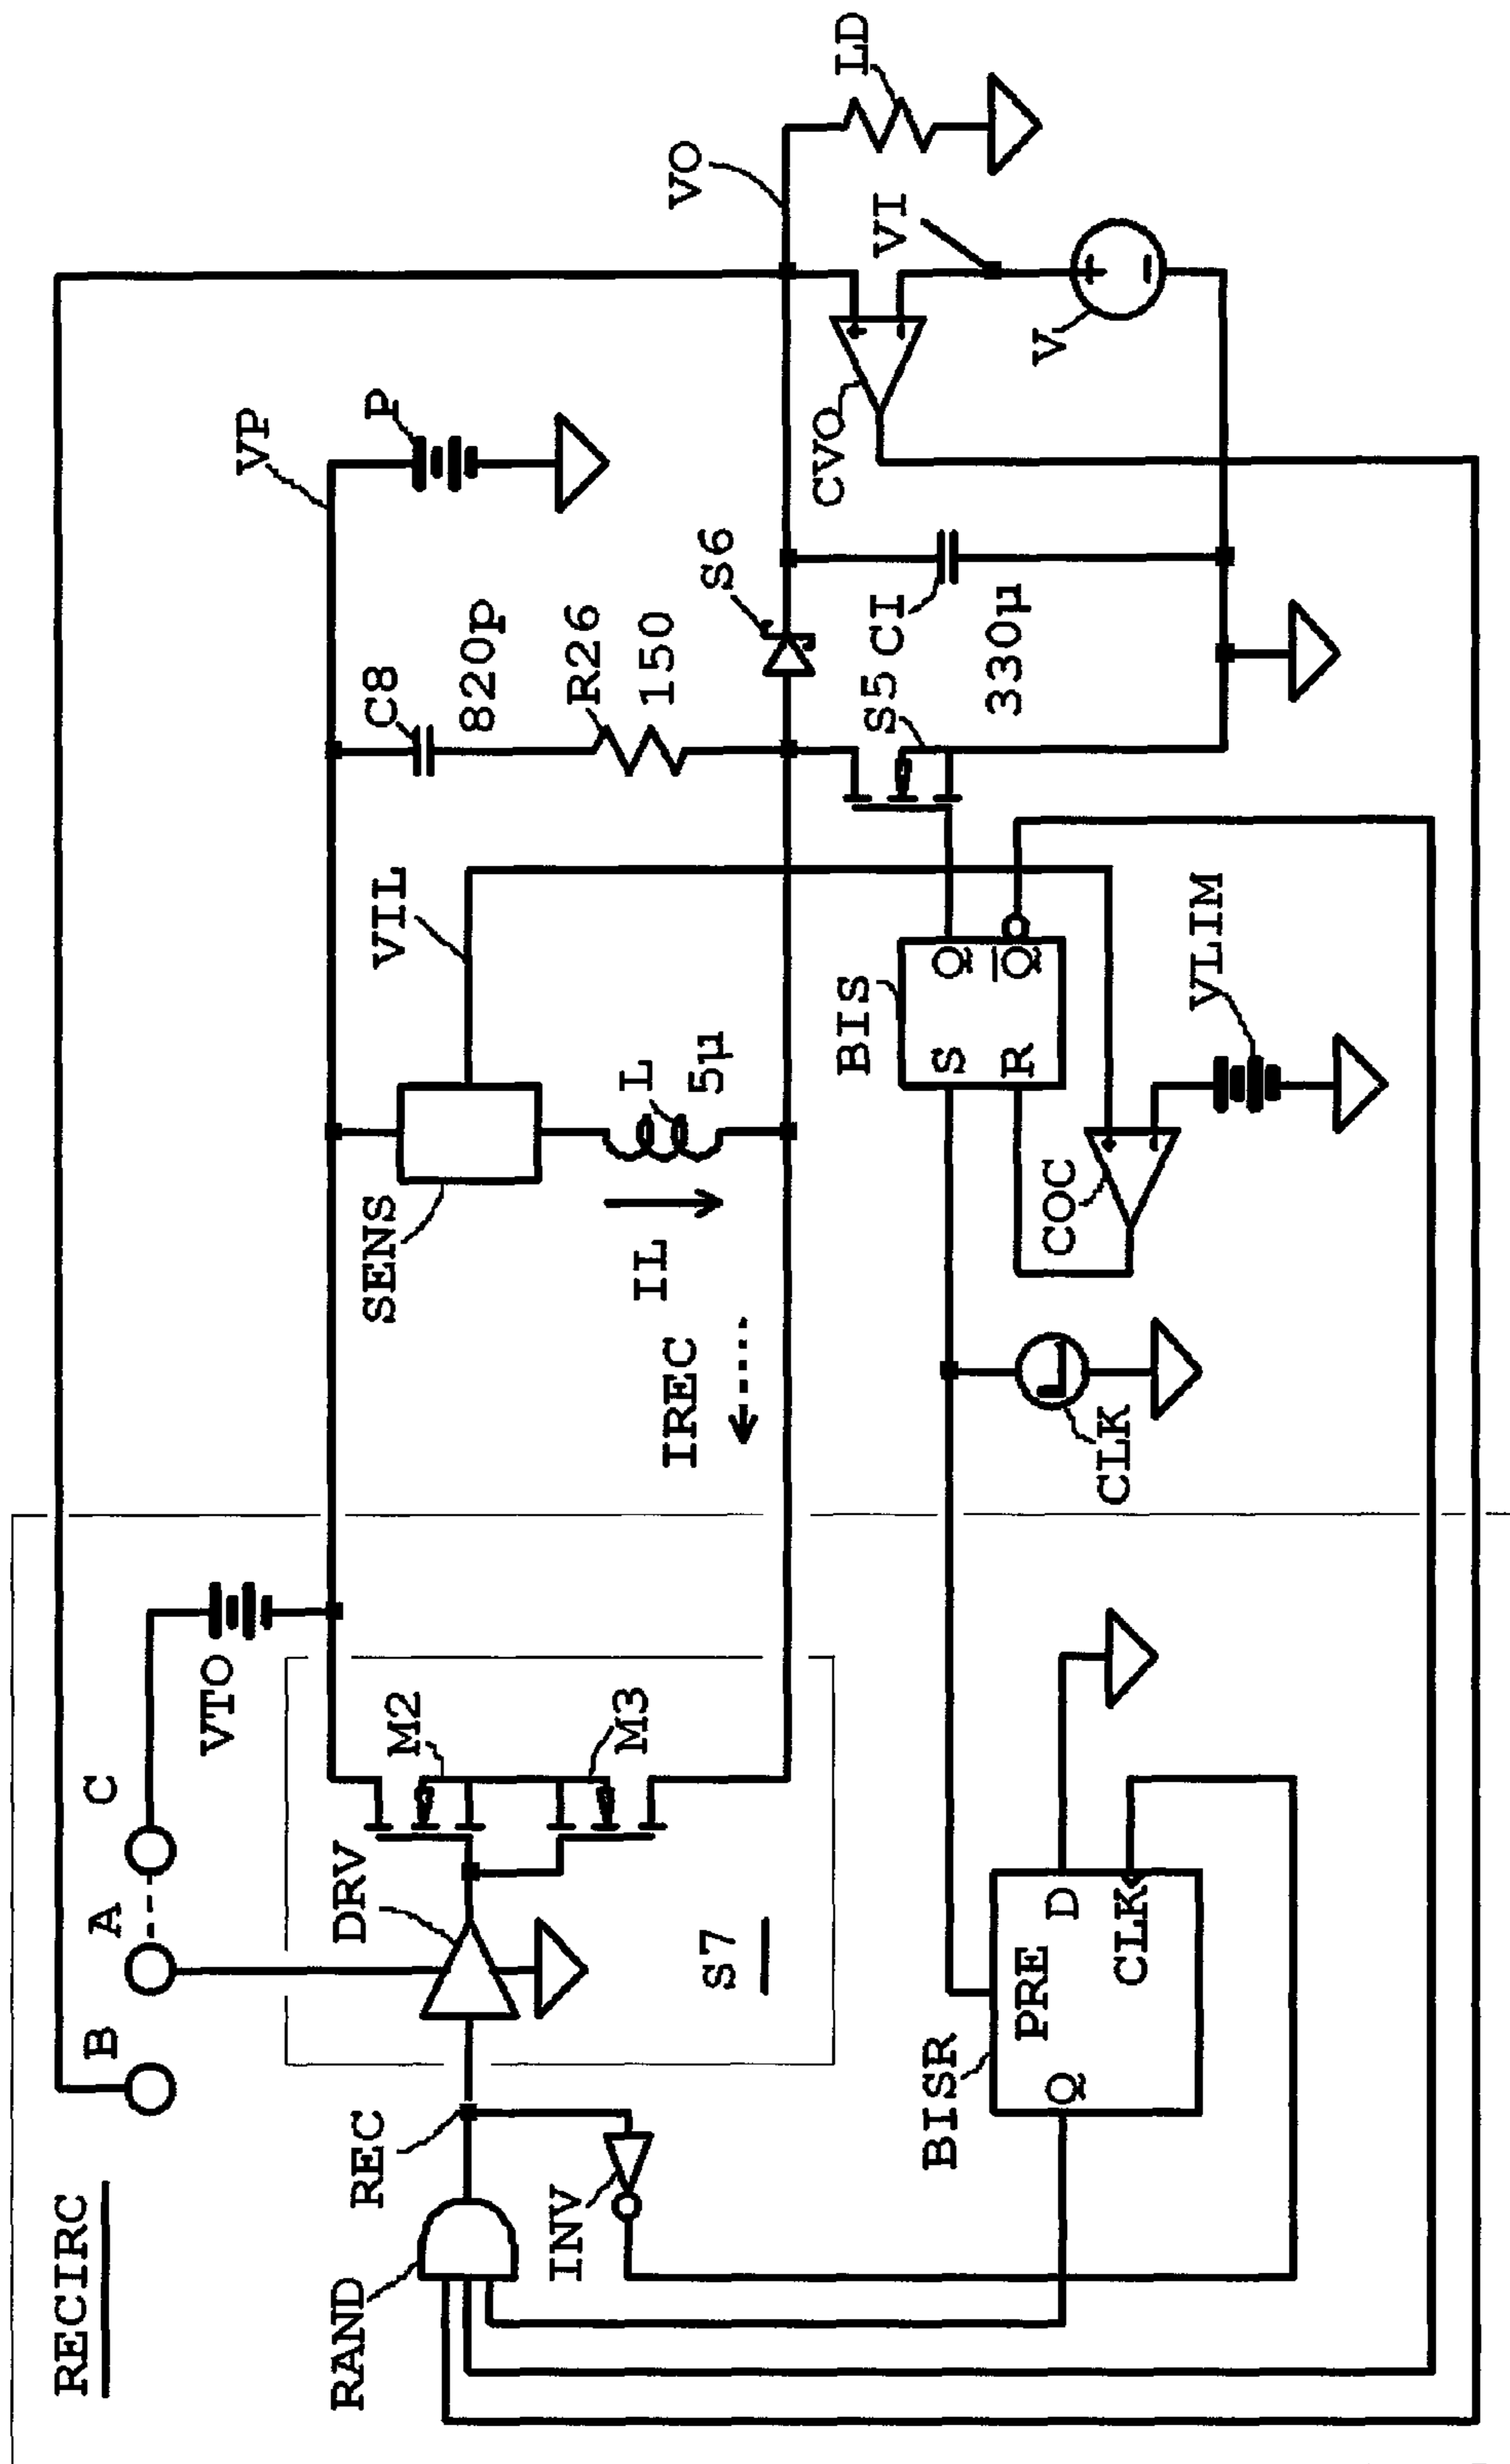 RECIRC
B
A
C
VTO
VP
P
RAND
REC
DRV
M2
SENS
VIL
C8
820p
INV
M3
IL
L
5µ
R26
150
S7
IREC
S6
VO
LD
BISR
PRE
Q
D
CLK
CLK
BIS
S
Q
R
Q
S5
CI
330µ
CVO
VI
V
COC
VLIM